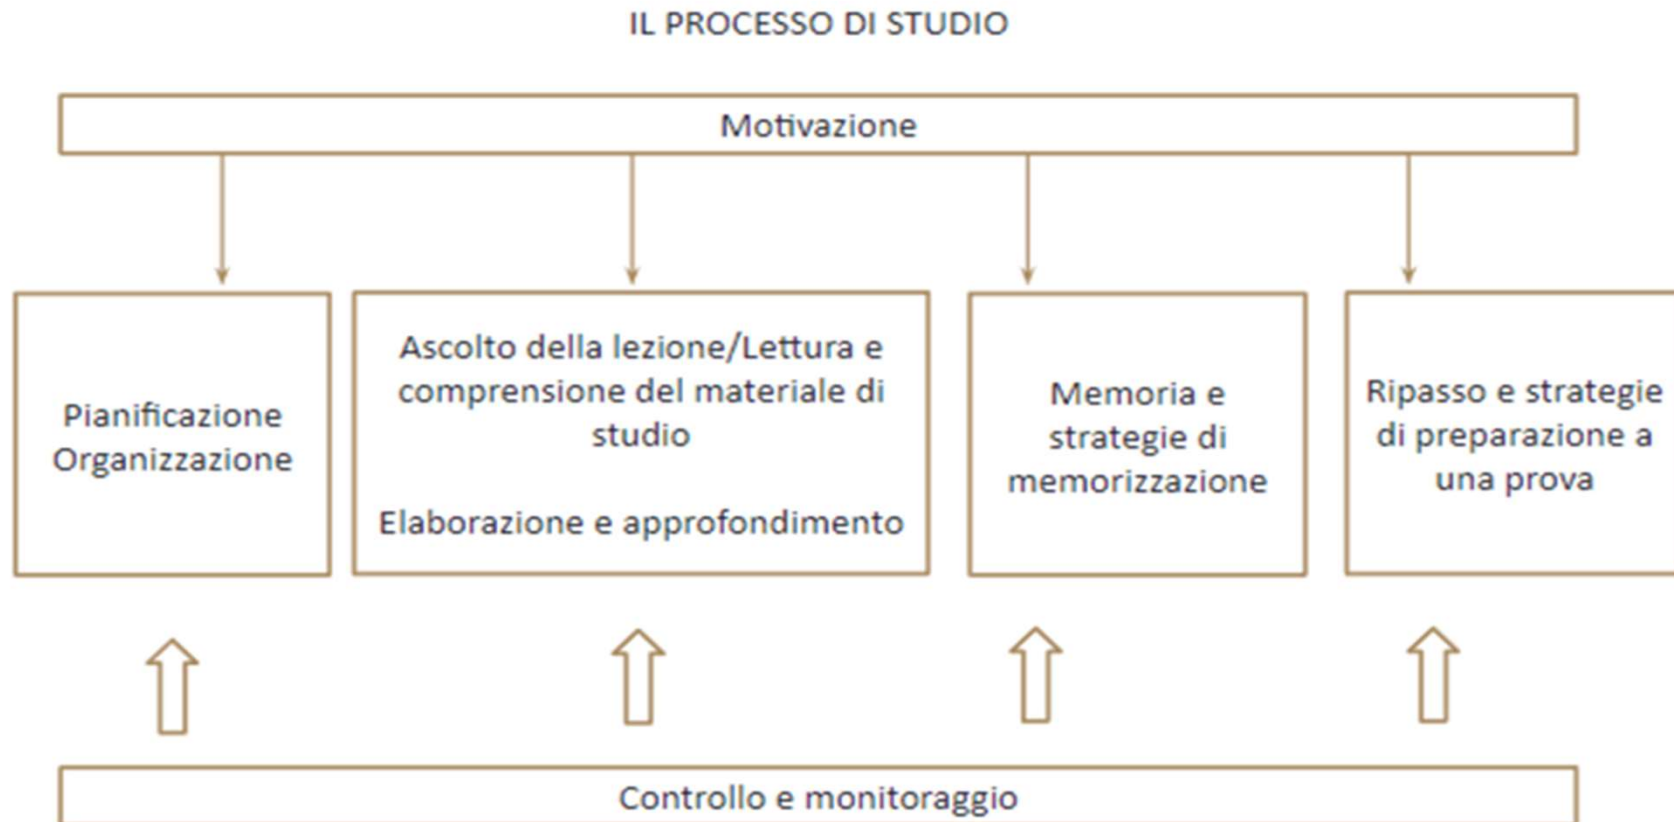 IL PROCESSO DI STUDIO
Motivazione
Pianificazione
Organizzazione
Ascolto della lezione/Lettura e
comprensione del materiale di
studio
Elaborazione e approfondimento
Memoria e
strategie di
memorizzazione
Ripasso e strategie
di preparazione a
una prova
Controllo e monitoraggio